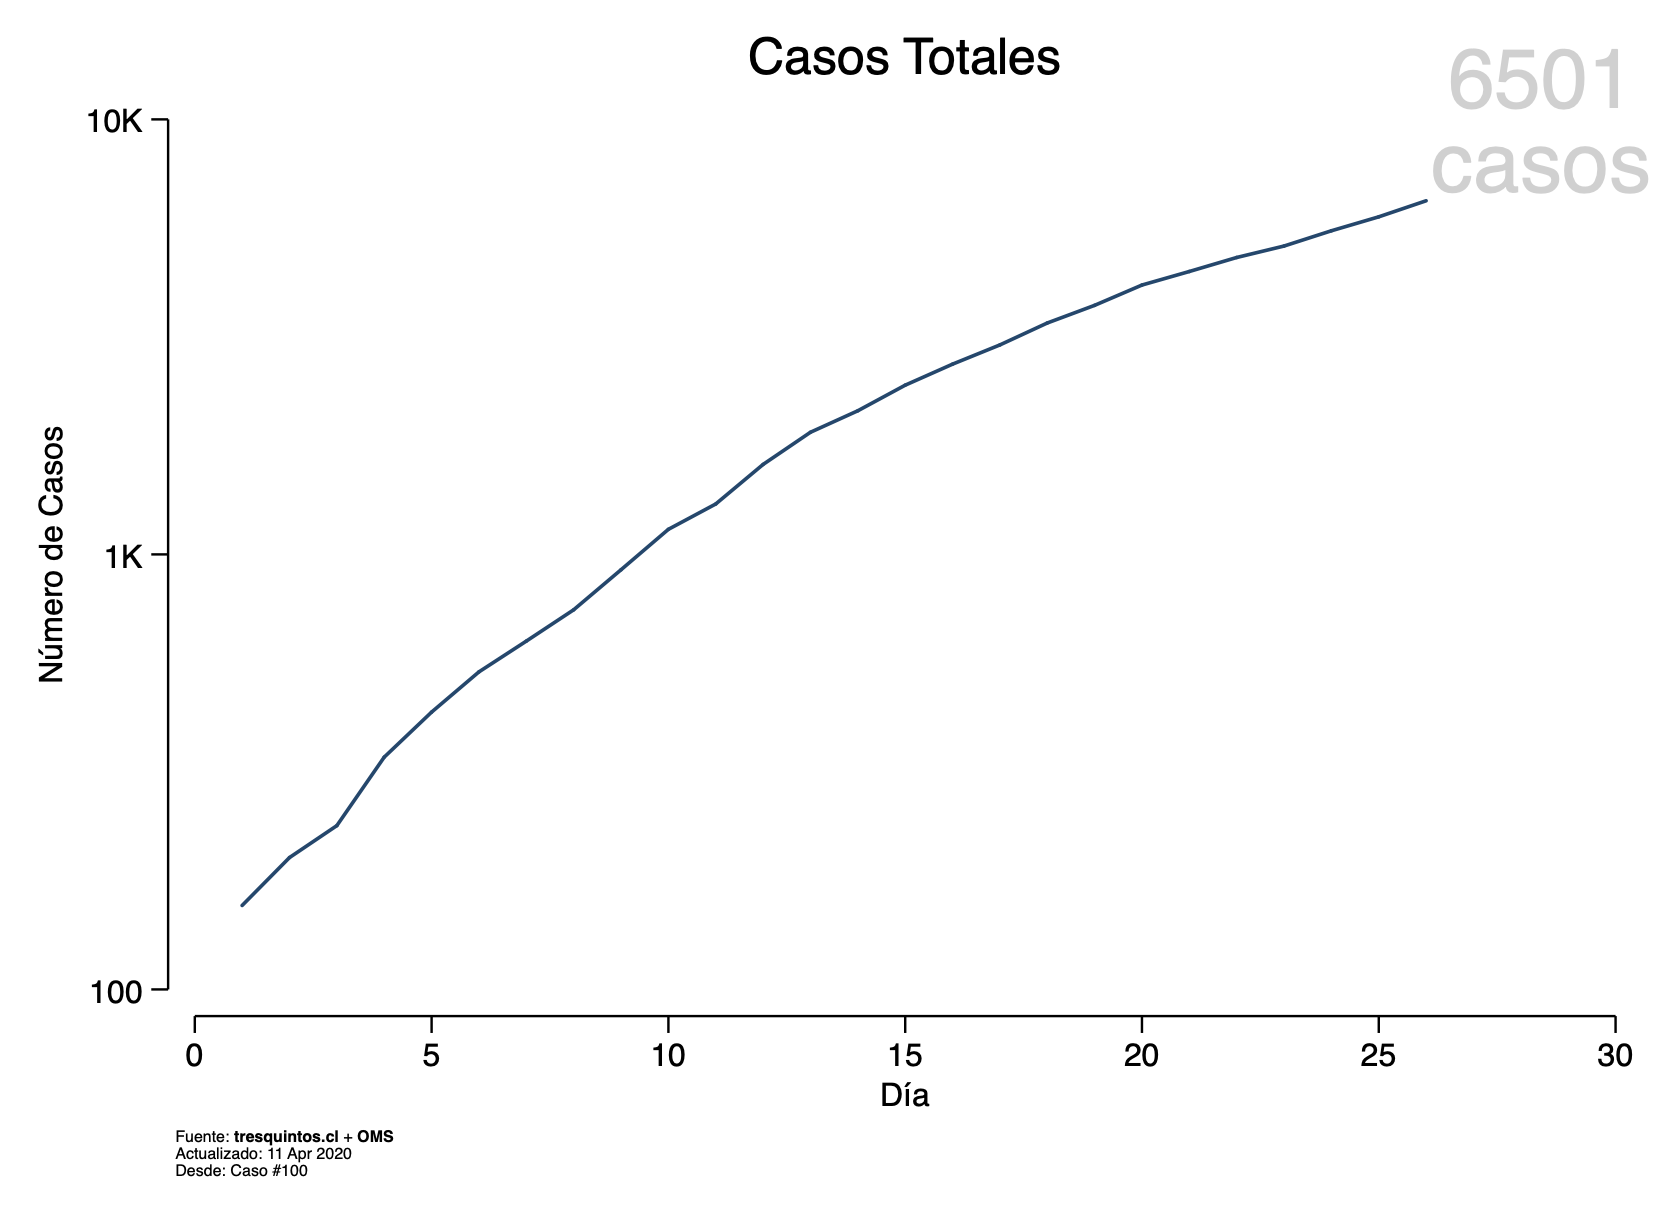 Casos Totales
6501
casos
10K
1K
100
Número de Casos
0 5 10 15 20 25 30
Día
Fuente: tresquintos.cl + OMS
Actualizado: 11 Apr 2020
Desde: Caso #100